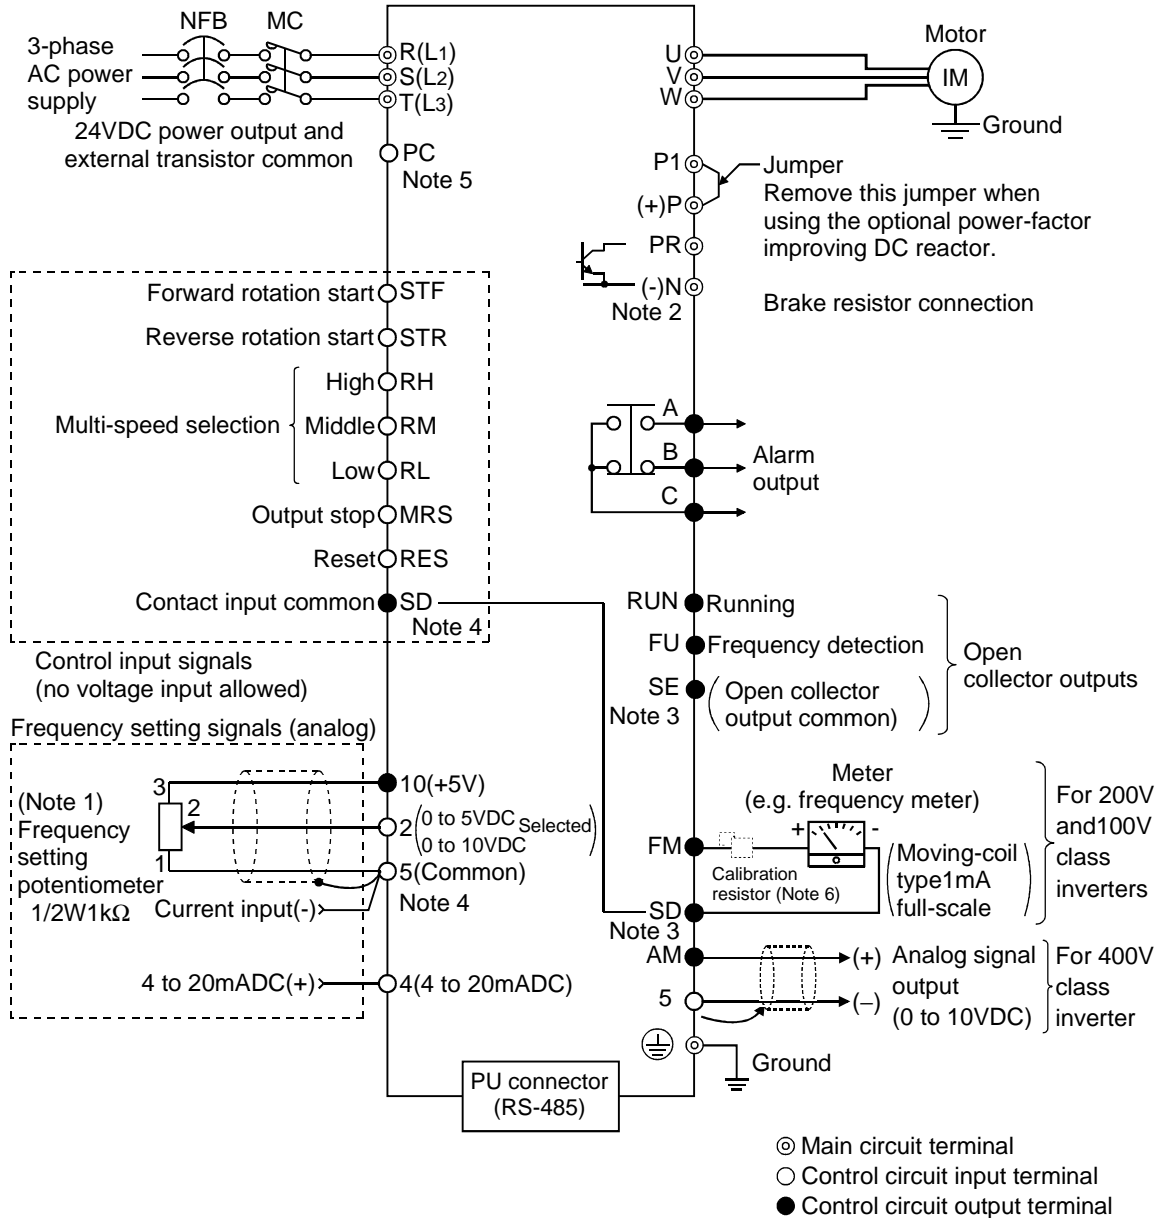 NFB MC
3-phase
AC power
supply
R(L1)
S(L2)
T(L3)
24VDC power output and
external transistor common
PC
Note 5
U
V
W
Motor
IM
Ground
P1
(+)P
PR
(-)N
Note 2
Jumper
Remove this jumper when
using the optional power-factor
improving DC reactor.
Brake resistor connection
Forward rotation start STF
Reverse rotation start STR
Multi-speed selection
High RH
Middle RM
Low RL
Output stop MRS
Reset RES
Contact input common SD
Note 4
Control input signals
(no voltage input allowed)
A
B
C
Alarm
output
RUN Running
FU Frequency detection
SE (Open collector
output common)
Note 3
Open
collector outputs
Frequency setting signals (analog)
(Note 1)
Frequency
setting
potentiometer
1/2W1kΩ
3
2
1
10(+5V)
2 (0 to 5VDC
0 to 10VDC Selected)
5(Common)
Note 4
Current input(-)
4 to 20mADC(+) 4(4 to 20mADC)
Meter
(e.g. frequency meter)
+ -
FM
Calibration
resistor (Note 6)
(Moving-coil
type1mA
full-scale)
For 200V
and100V
class
inverters
SD
Note 3
AM
5
(+)
(−)
Analog signal
output
(0 to 10VDC)
For 400V
class
inverter
Ground
PU connector
(RS-485)
Main circuit terminal
Control circuit input terminal
Control circuit output terminal